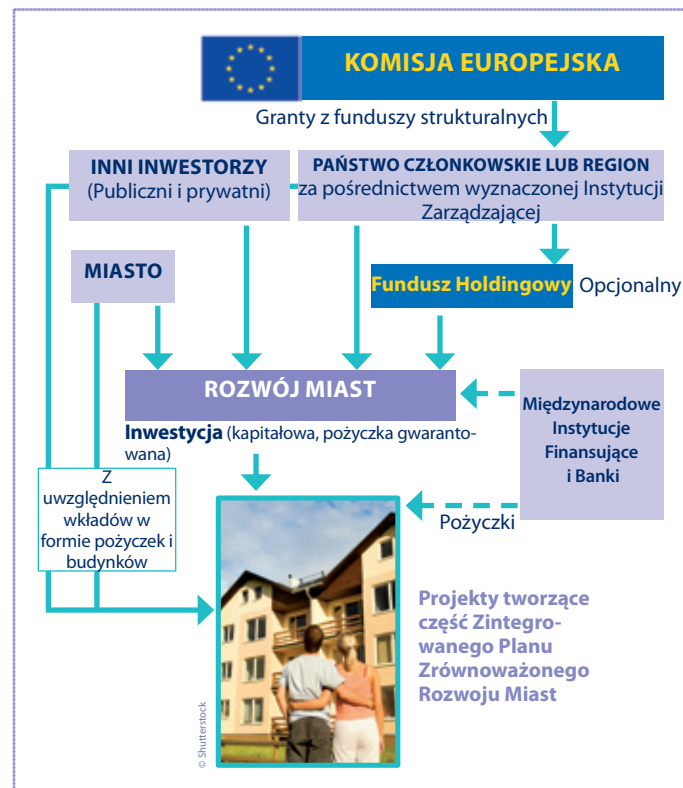 KOMISJA EUROPEJSKA
Granty z funduszy strukturalnych
INNI INWESTORZY
(Publiczni i prywatni)
PAŃSTWO CZŁONKOWSKIE LUB REGION
za pośrednictwem wyznaczonej Instytucji
Zarządzającej
MIASTO
Fundusz Holdingowy
Opcjonalny
ROZWÓJ MIAST
Inwestycja (kapitałowa, pożyczka gwaranto-
wana)
Międzynarodowe
Instytucje
Finansujące
i Banki
Z
uwzględnieniem
wkładów w
formie pożyczek i
budynków
Pożyczki
Projekty tworzące
część Zintegro-
wanego Planu
Zrównoważonego
Rozwoju Miast
© Shutterstock